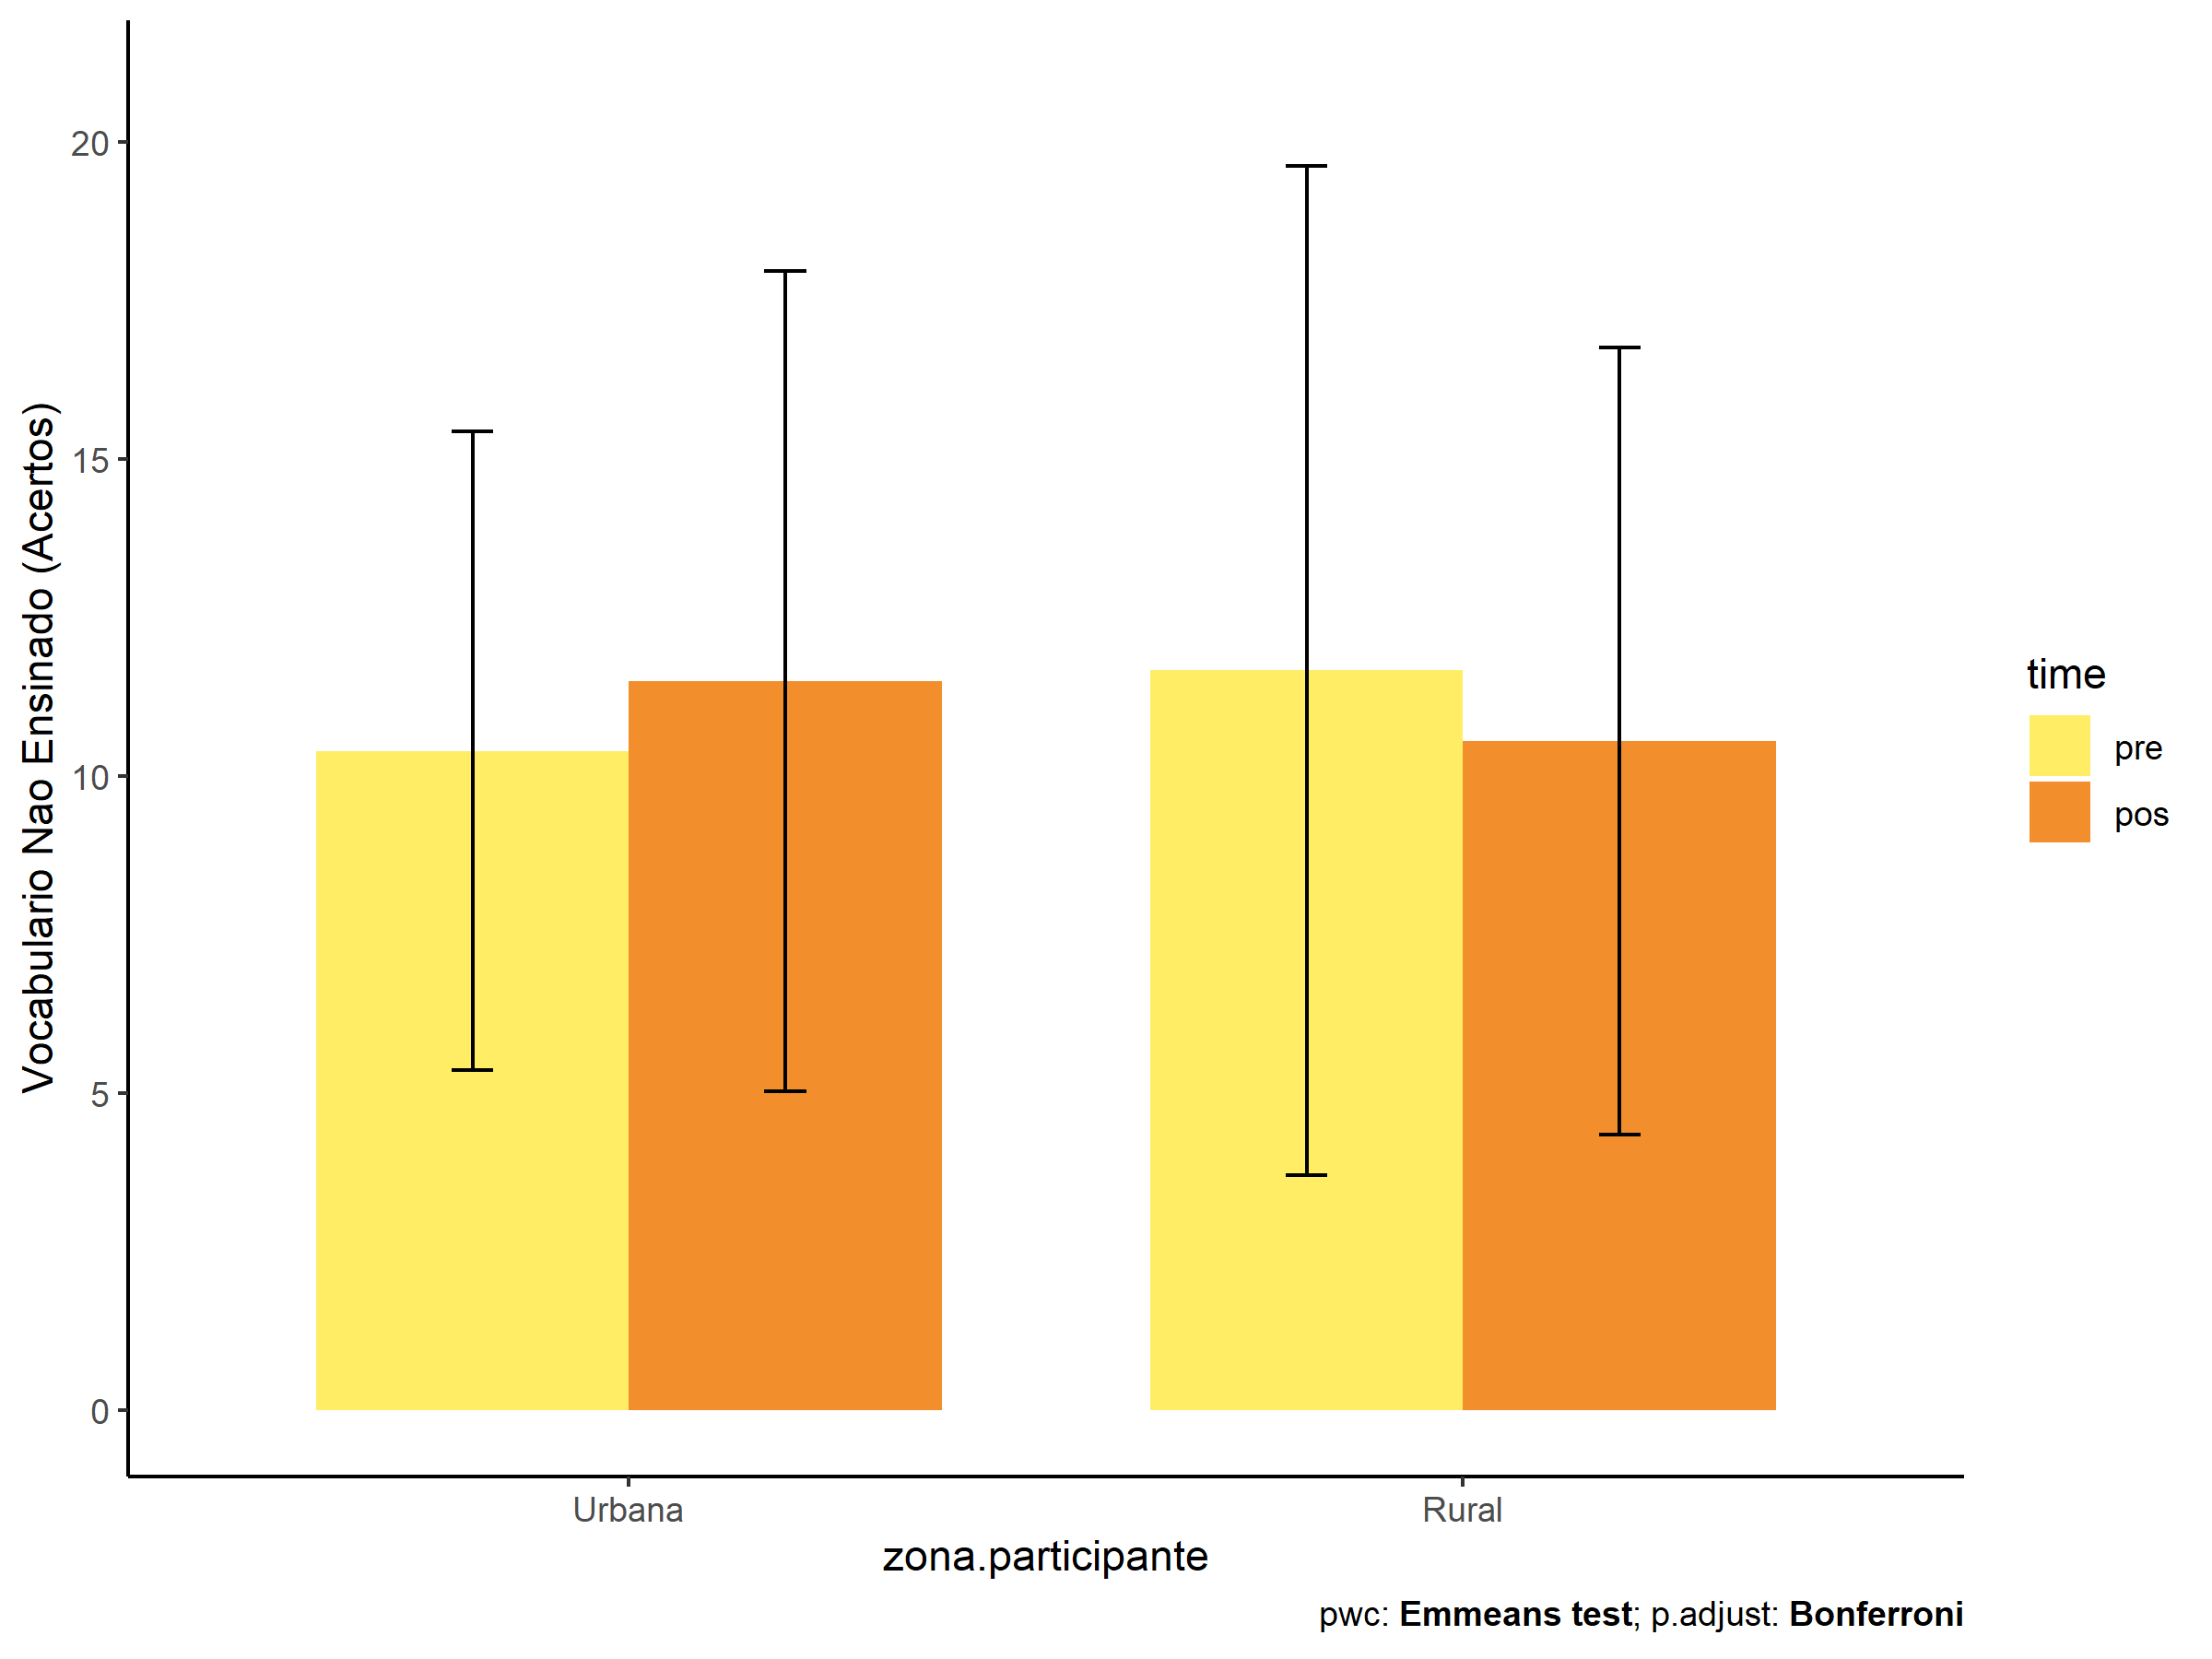 Vocabulario Nao Ensinado (Acertos)
20
15
10
5
0
Urbana
Rural
zona.participante
time
pre
pos
pwc: Emmeans test; p.adjust: Bonferroni